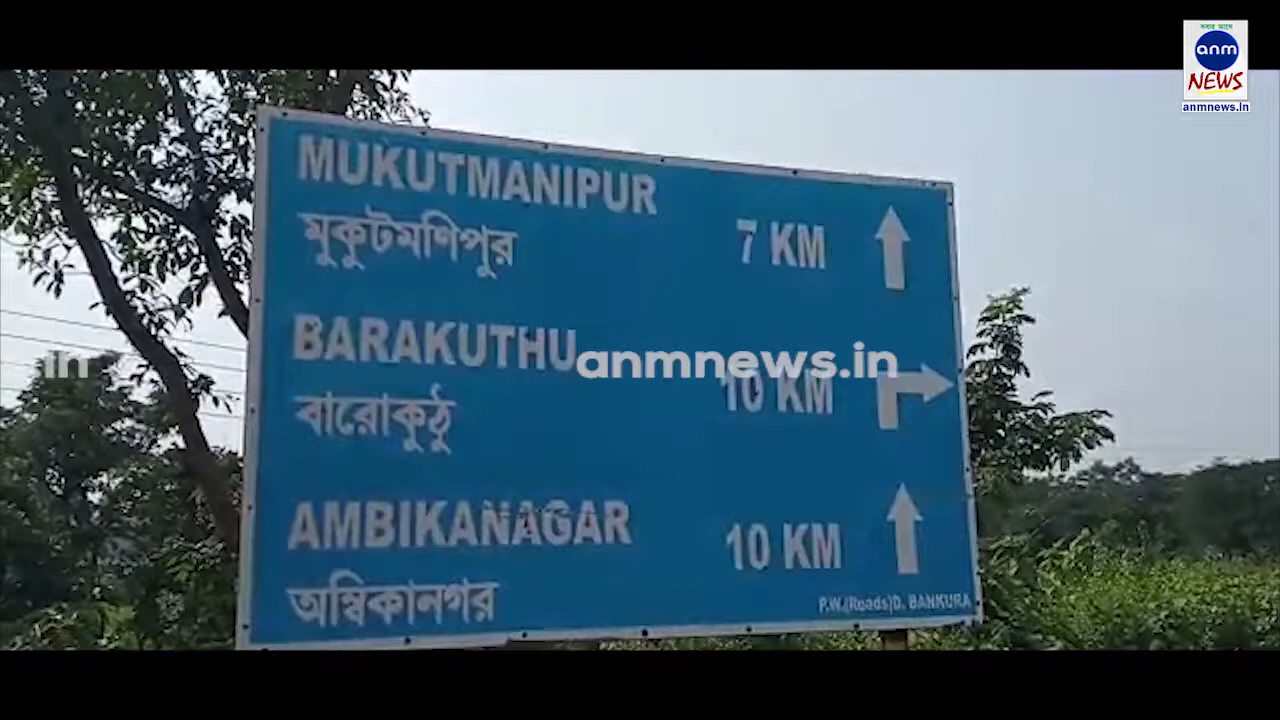 সবার আগে
anm
NEWS
anmnews.in
MUKUTMANIPUR
মুকুটমণিপুর
7 KM
BARAKUTHU
10 KM
বারোকুঠু
anmnews.in
in
AMBIKANAGAR
10 KM
অম্বিকানগর
P.W.(Roads)D. BANKURA